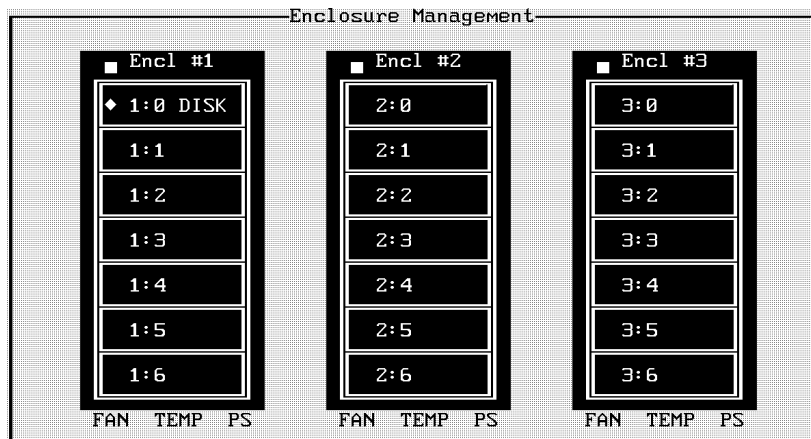 Enclosure Management
Encl #1 Encl #2 Encl #3
1:0 DISK 2:0 3:0
1:1 2:1 3:1
1:2 2:2 3:2
1:3 2:3 3:3
1:4 2:4 3:4
1:5 2:5 3:5
1:6 2:6 3:6
FAN TEMP PS FAN TEMP PS FAN TEMP PS